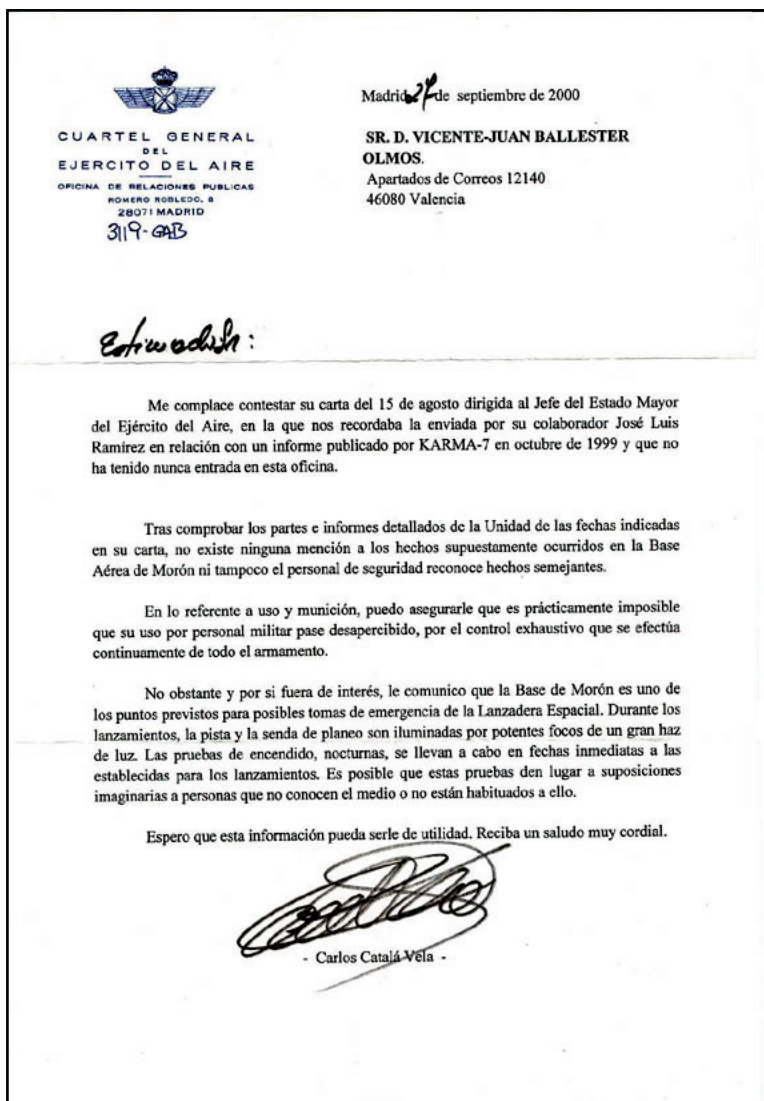 CUARTEL GENERAL
DEL
EJERCITO DEL AIRE
OFICINA DE RELACIONES PUBLICAS
ROMERO ROBLEDO, 8
28071 MADRID
3119-GAB
Madrid de septiembre de 2000
SR. D. VICENTE-JUAN BALLESTER
OLMOS.
Apartados de Correos 12140
46080 Valencia
Estimado Sr:
Me complace contestar su carta del 15 de agosto dirigida al Jefe del Estado Mayor
del Ejército del Aire, en la que nos recordaba la enviada por su colaborador José Luis
Ramírez en relación con un informe publicado por KARMA-7 en octubre de 1999 y que no
ha tenido nunca entrada en esta oficina.
Tras comprobar los partes e informes detallados de la Unidad de las fechas indicadas
en su carta, no existe ninguna mención a los hechos supuestamente ocurridos en la Base
Aérea de Morón ni tampoco el personal de seguridad reconoce hechos semejantes.
En lo referente a uso y munición, puedo asegurarle que es prácticamente imposible
que su uso por personal militar pase desapercibido, por el control exhaustivo que se efectúa
continuamente de todo el armamento.
No obstante y por si fuera de interés, le comunico que la Base de Morón es uno de
los puntos previstos para posibles tomas de emergencia de la Lanzadera Espacial. Durante los
lanzamientos, la pista y la senda de planeo son iluminadas por potentes focos de un gran haz
de luz. Las pruebas de encendido, nocturnas, se llevan a cabo en fechas inmediatas a las
establecidas para los lanzamientos. Es posible que estas pruebas den lugar a suposiciones
imaginarias a personas que no conocen el medio o no están habituados a ello.
Espero que esta información pueda serle de utilidad. Reciba un saludo muy cordial.
- Carlos Catalá Vela -